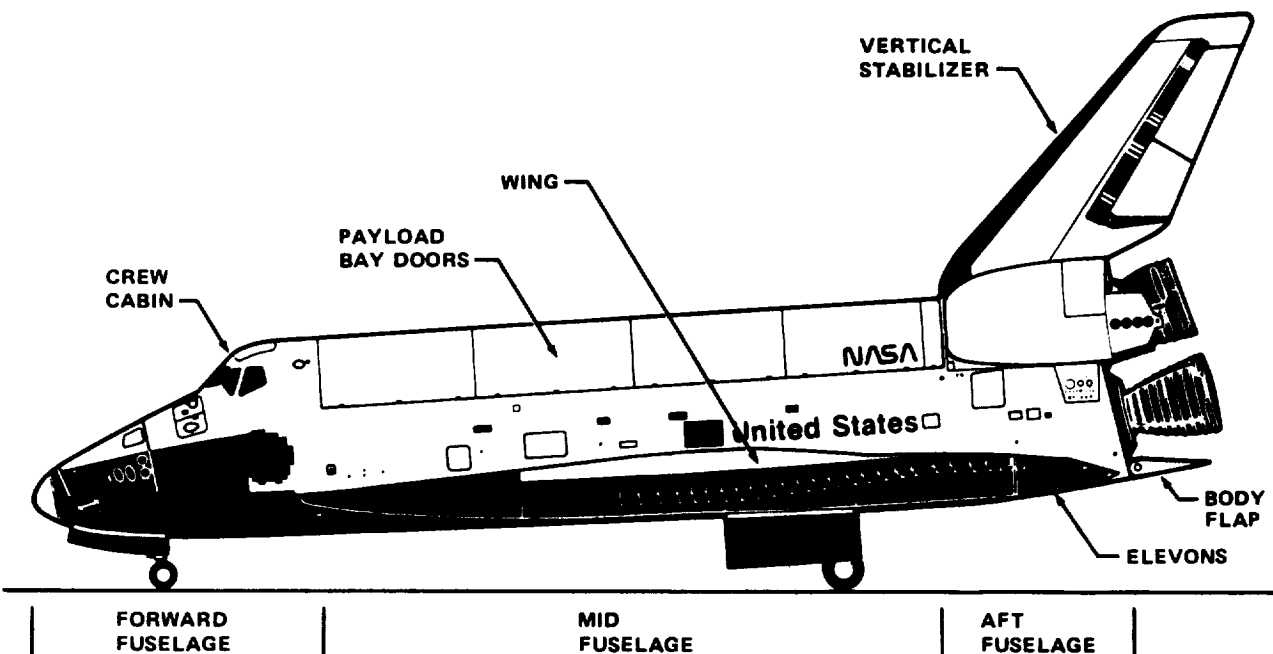 VERTICAL
STABILIZER
WING
PAYLOAD
BAY DOORS
CREW
CABIN
NASA
United States
BODY
FLAP
ELEVONS
FORWARD
FUSELAGE
MID
FUSELAGE
AFT
FUSELAGE